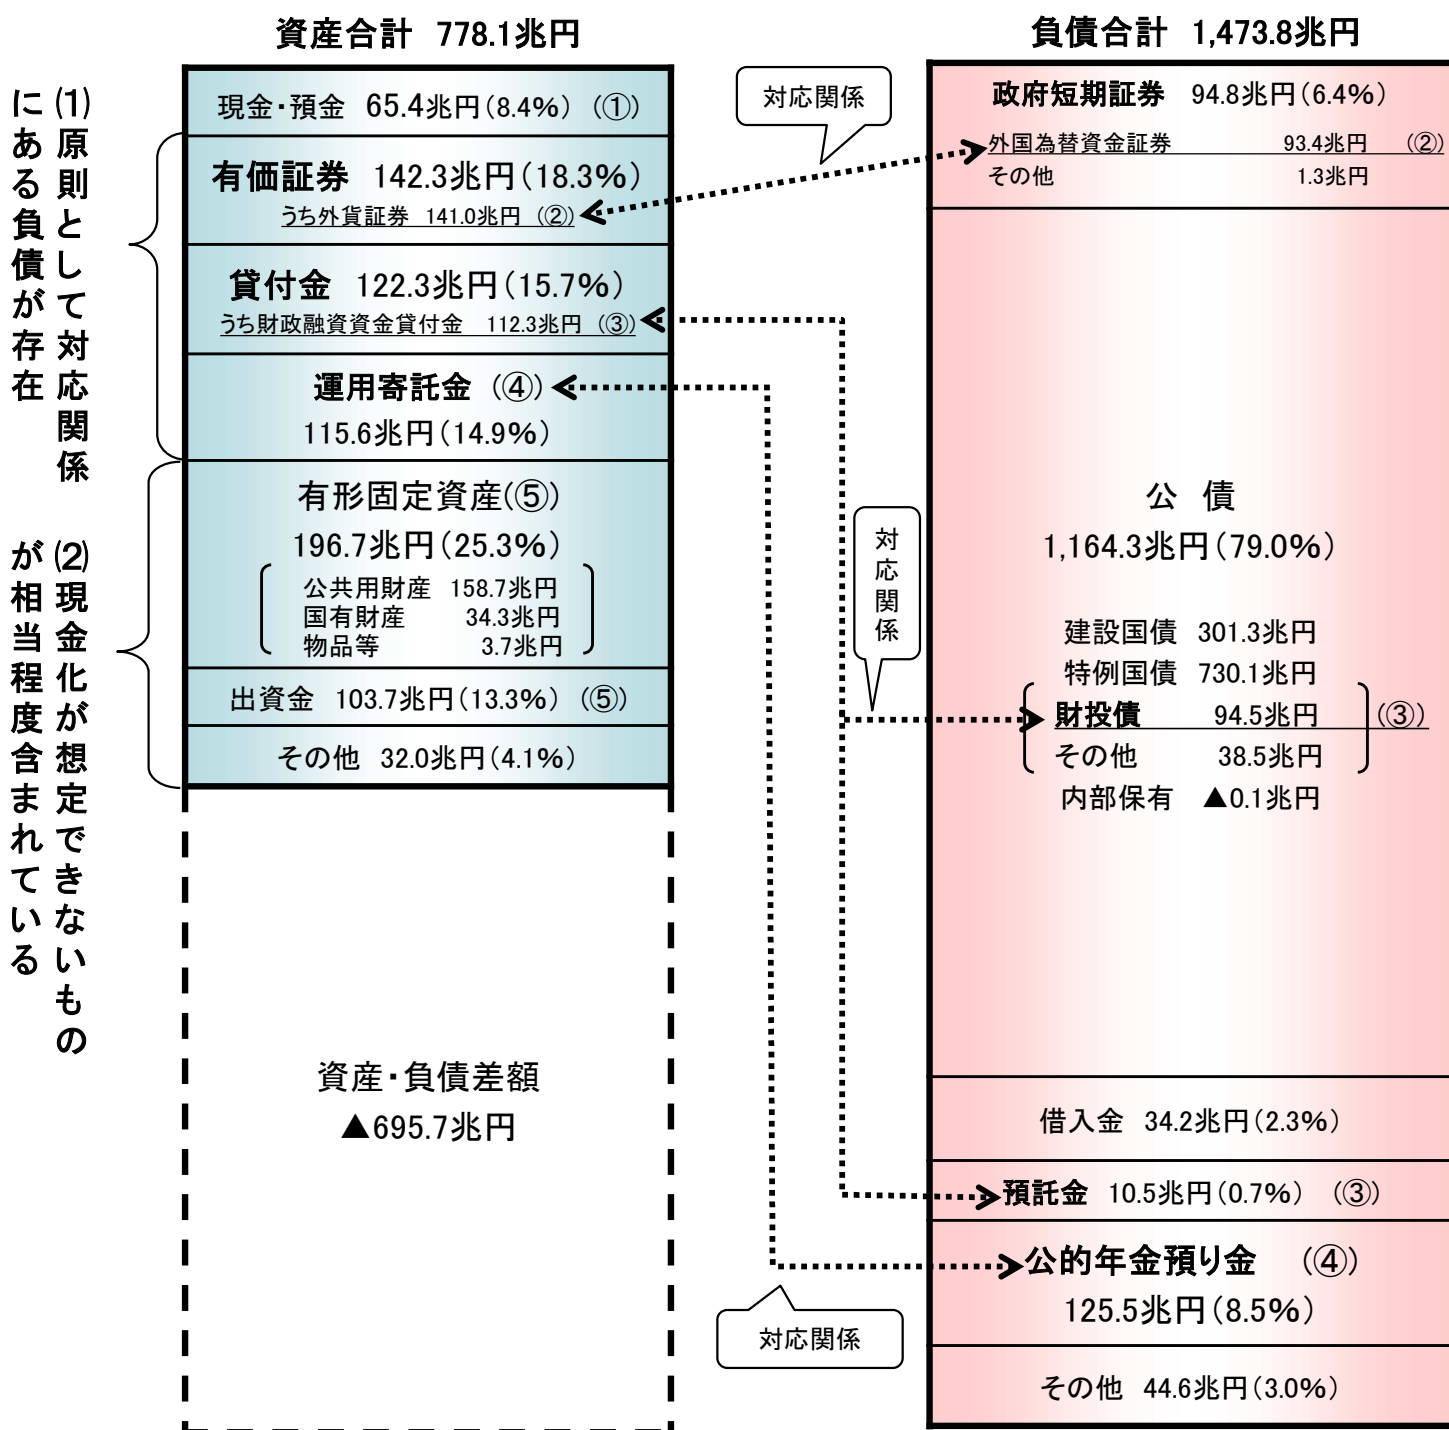 資産合計 778.1兆円
(1)原則として対応関係
にある負債が存在
現金・預金 65.4兆円(8.4%) (①)
有価証券 142.3兆円(18.3%)
うち外貨証券 141.0兆円 (②)
貸付金 122.3兆円(15.7%)
うち財政融資資金貸付金 112.3兆円 (③)
運用寄託金 (④)
115.6兆円(14.9%)
(2)現金化が想定できないもの
が相当程度含まれている
有形固定資産(⑤)
196.7兆円(25.3%)
公共用財産 158.7兆円
国有財産 34.3兆円
物品等 3.7兆円
出資金 103.7兆円(13.3%) (⑤)
その他 32.0兆円(4.1%)
資産・負債差額
▲695.7兆円
対応関係
対応関係
対応関係
負債合計 1,473.8兆円
政府短期証券 94.8兆円(6.4%)
外国為替資金証券 93.4兆円 (②)
その他 1.3兆円
公 債
1,164.3兆円(79.0%)
建設国債 301.3兆円
特例国債 730.1兆円
財投債 94.5兆円 (③)
その他 38.5兆円
内部保有 ▲0.1兆円
借入金 34.2兆円(2.3%)
預託金 10.5兆円(0.7%) (③)
公的年金預り金 (④)
125.5兆円(8.5%)
その他 44.6兆円(3.0%)